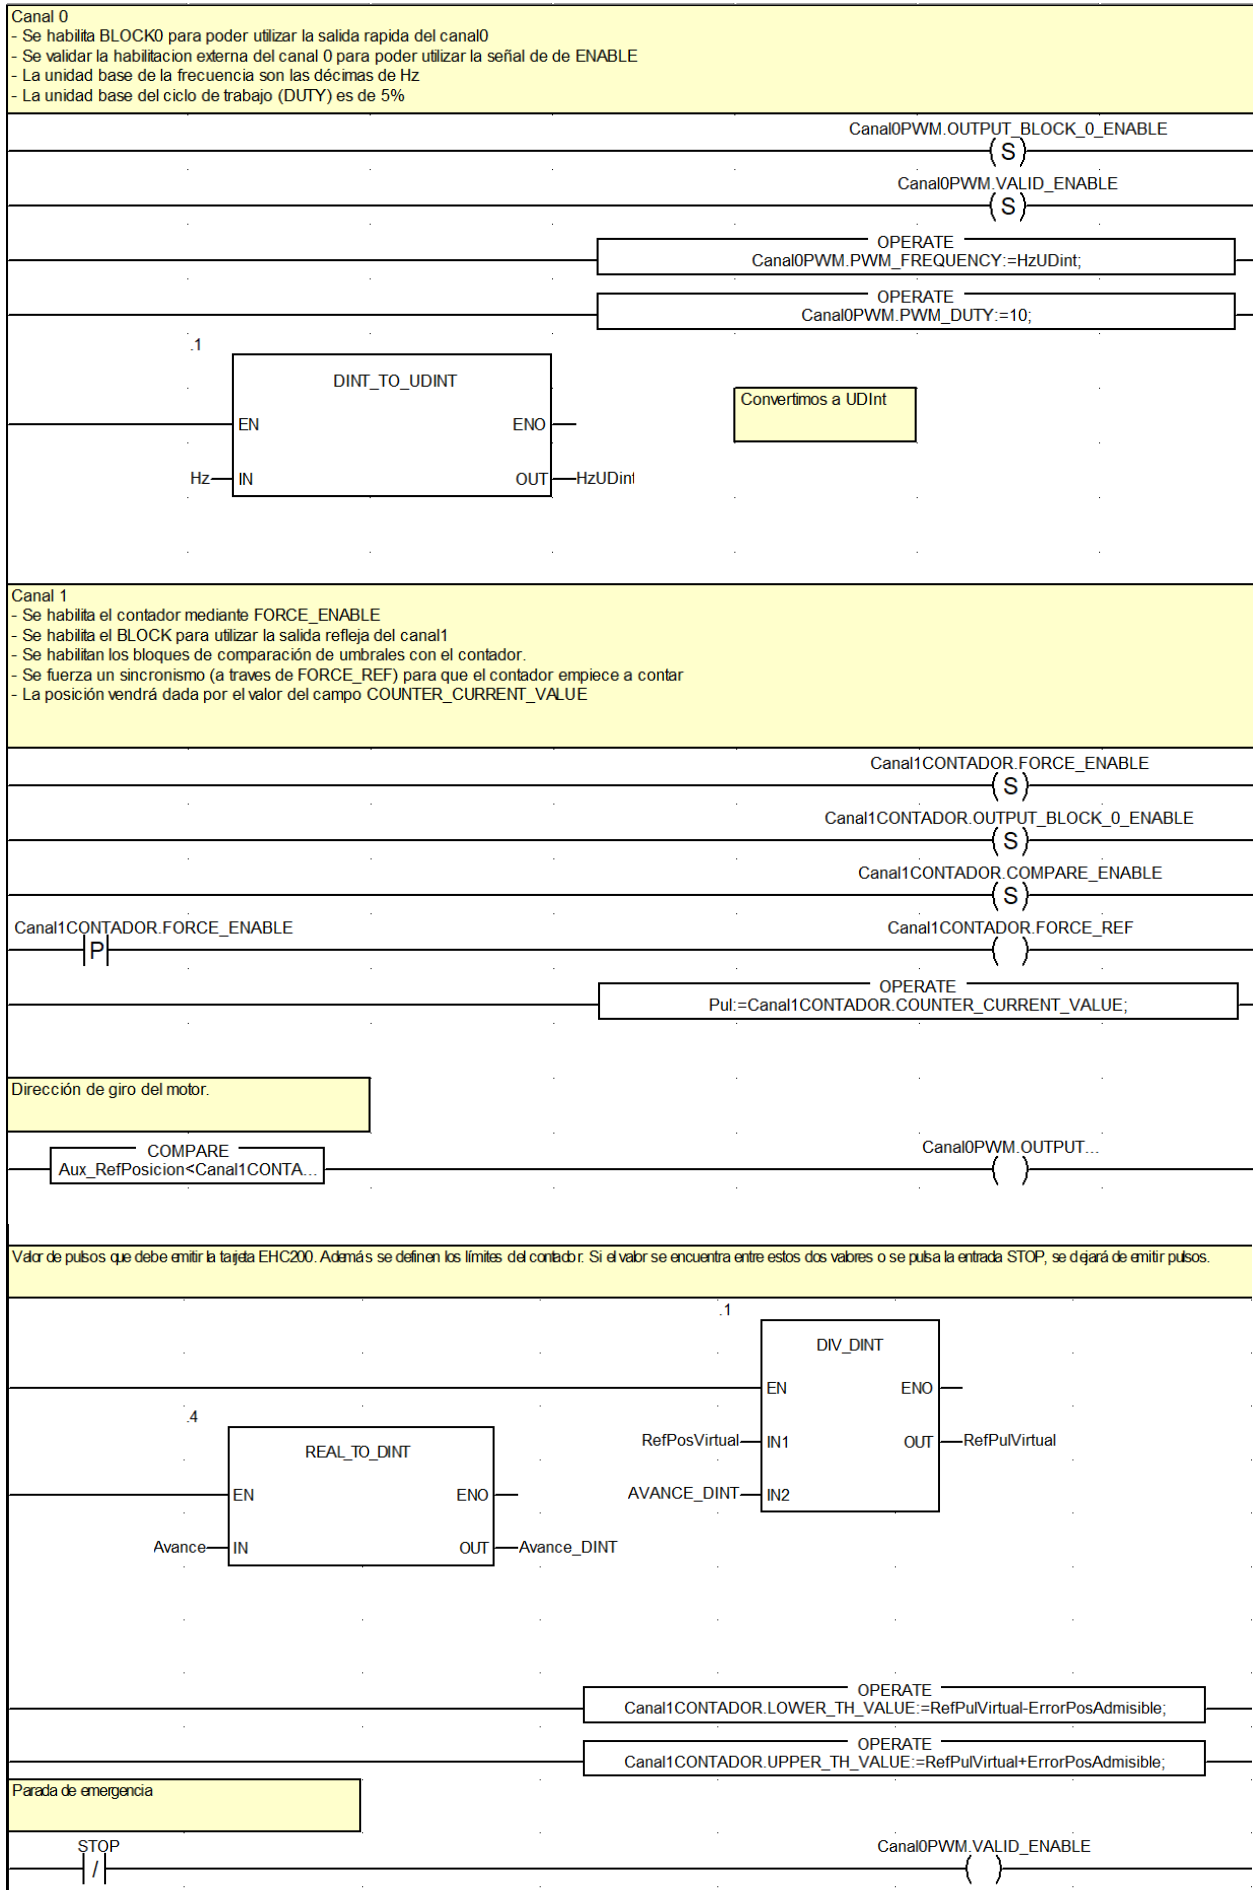 Canal 0
- Se habilita BLOCK0 para poder utilizar la salida rapida del canal0
- Se validar la habilitacion externa del canal 0 para poder utilizar la señal de de ENABLE
- La unidad base de la frecuencia son las décimas de Hz
- La unidad base del ciclo de trabajo (DUTY) es de 5%
Canal0PWM.OUTPUT_BLOCK_0_ENABLE
S
Canal0PWM.VALID_ENABLE
S
OPERATE
Canal0PWM.PWM_FREQUENCY:=HzUDint;
OPERATE
Canal0PWM.PWM_DUTY:=10;
.1
DINT_TO_UDINT
Convertimos a UDInt
EN ENO
Hz IN OUT HzUDint
Canal 1
- Se habilita el contador mediante FORCE_ENABLE
- Se habilita el BLOCK para utilizar la salida refleja del canal1
- Se habilitan los bloques de comparación de umbrales con el contador.
- Se fuerza un sincronismo (a traves de FORCE_REF) para que el contador empiece a contar
- La posición vendrá dada por el valor del campo COUNTER_CURRENT_VALUE
Canal1CONTADOR.FORCE_ENABLE
S
Canal1CONTADOR.OUTPUT_BLOCK_0_ENABLE
S
Canal1CONTADOR.COMPARE_ENABLE
S
Canal1CONTADOR.FORCE_ENABLE Canal1CONTADOR.FORCE_REF
P
OPERATE
Pul:=Canal1CONTADOR.COUNTER_CURRENT_VALUE;
Dirección de giro del motor.
COMPARE
Aux_RefPosicion<Canal1CONTA...
Canal0PWM.OUTPUT...
Valor de pulsos que debe emitir la tarjeta EHC200. Además se definen los límites del contador. Si el valor se encuentra entre estos dos valores o se pulsa la entrada STOP, se dejará de emitir pulsos.
.1
DIV_DINT
EN ENO
RefPosVirtual IN1 OUT RefPulVirtual
AVANCE_DINT IN2
.4
REAL_TO_DINT
EN ENO
Avance IN OUT Avance_DINT
OPERATE
Canal1CONTADOR.LOWER_TH_VALUE:=RefPulVirtual-ErrorPosAdmisible;
OPERATE
Canal1CONTADOR.UPPER_TH_VALUE:=RefPulVirtual+ErrorPosAdmisible;
Parada de emergencia
STOP Canal0PWM.VALID_ENABLE
/